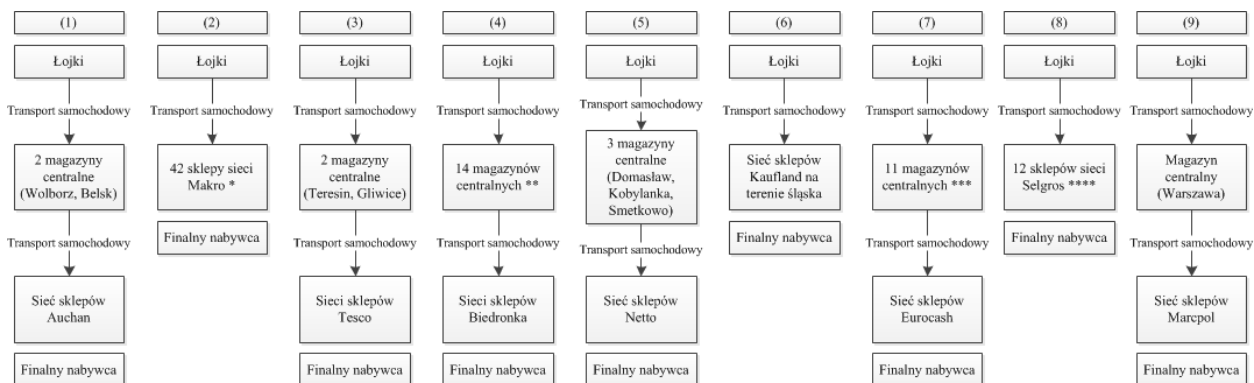 (1)
Łojki
Transport samochodowy
2 magazyny
centralne
(Wolborz, Belsk)
Transport samochodowy
Sieć sklepów
Auchan
Finalny nabywca
(2)
Łojki
Transport samochodowy
42 sklepy sieci
Makro *
Finalny nabywca
(3)
Łojki
Transport samochodowy
2 magazyny
centralne
(Teresin, Gliwice)
Transport samochodowy
Sieci sklepów
Tesco
Finalny nabywca
(4)
Łojki
Transport samochodowy
14 magazynów
centralnych **
Transport samochodowy
Sieci sklepów
Biedronka
Finalny nabywca
(5)
Łojki
Transport samochodowy
3 magazyny
centralne
(Domasław,
Kobylanka,
Smetkowo)
Transport samochodowy
Sieć sklepów
Netto
Finalny nabywca
(6)
Łojki
Transport samochodowy
Sieć sklepów
Kaufland na
terenie śląska
Finalny nabywca
(7)
Łojki
Transport samochodowy
11 magazynów
centralnych ***
Transport samochodowy
Sieć sklepów
Eurocash
Finalny nabywca
(8)
Łojki
Transport samochodowy
12 sklepów sieci
Selgros ****
Finalny nabywca
(9)
Łojki
Transport samochodowy
Magazyn
centralny
(Warszawa)
Transport samochodowy
Sieć sklepów
Marcpol
Finalny nabywca